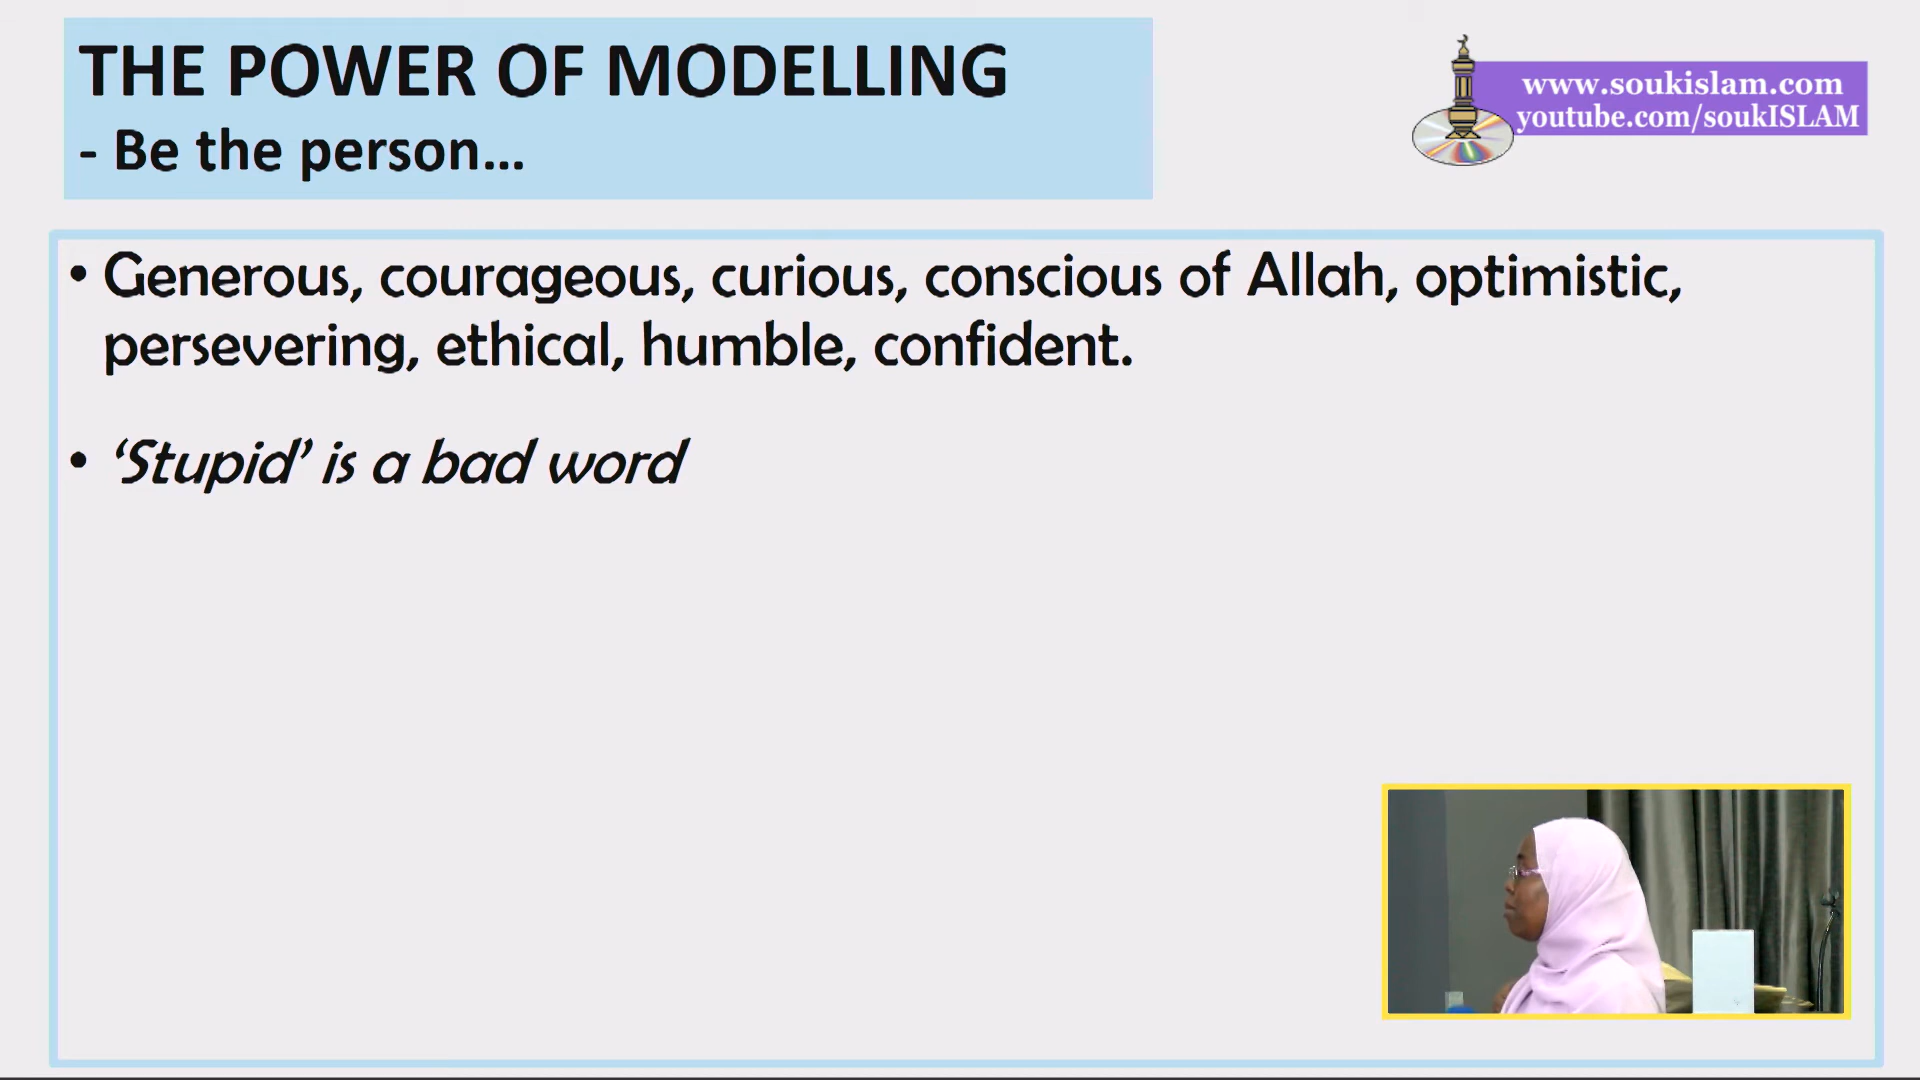 THE POWER OF MODELLING
- Be the person...
www.soukislam.com
youtube.com/soukISLAM
• Generous, courageous, curious, conscious of Allah, optimistic,
persevering, ethical, humble, confident.
• ‘Stupid’ is a bad word